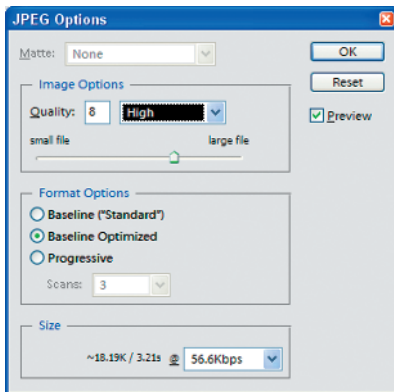 JPEG Options
Matte: None
OK
Image Options
Reset
Quality: 8 High
Preview
small file large file
Format Options
Baseline ("Standard")
Baseline Optimized
Progressive
Scans: 3
Size
~18.19K / 3.21s @ 56.6Kbps